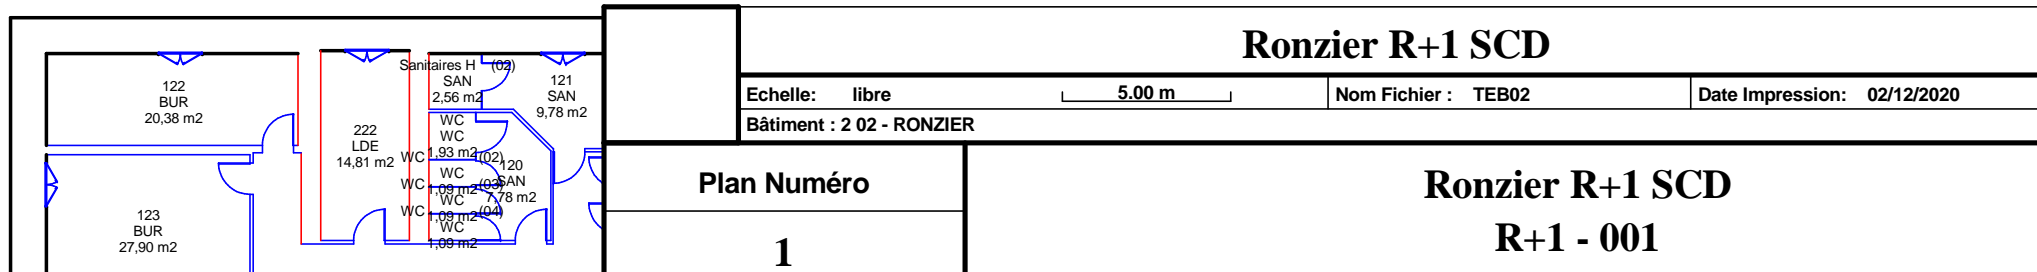 122
BUR
20,38 m2
222
LDE
14,81 m2
Sanitaires H (02)
SAN
2,56 m2
121
SAN
9,78 m2
WC
WC
1,93 m2
WC (02)
WC
1,09 m2
WC (03)
WC
1,09 m2
WC (04)
WC
1,09 m2
120
SAN
7,78 m2
123
BUR
27,90 m2
Ronzier R+1 SCD
Echelle: libre 5.00 m Nom Fichier : TEB02 Date Impression: 02/12/2020
Bâtiment : 2 02 - RONZIER
Plan Numéro
1
Ronzier R+1 SCD
R+1 - 001